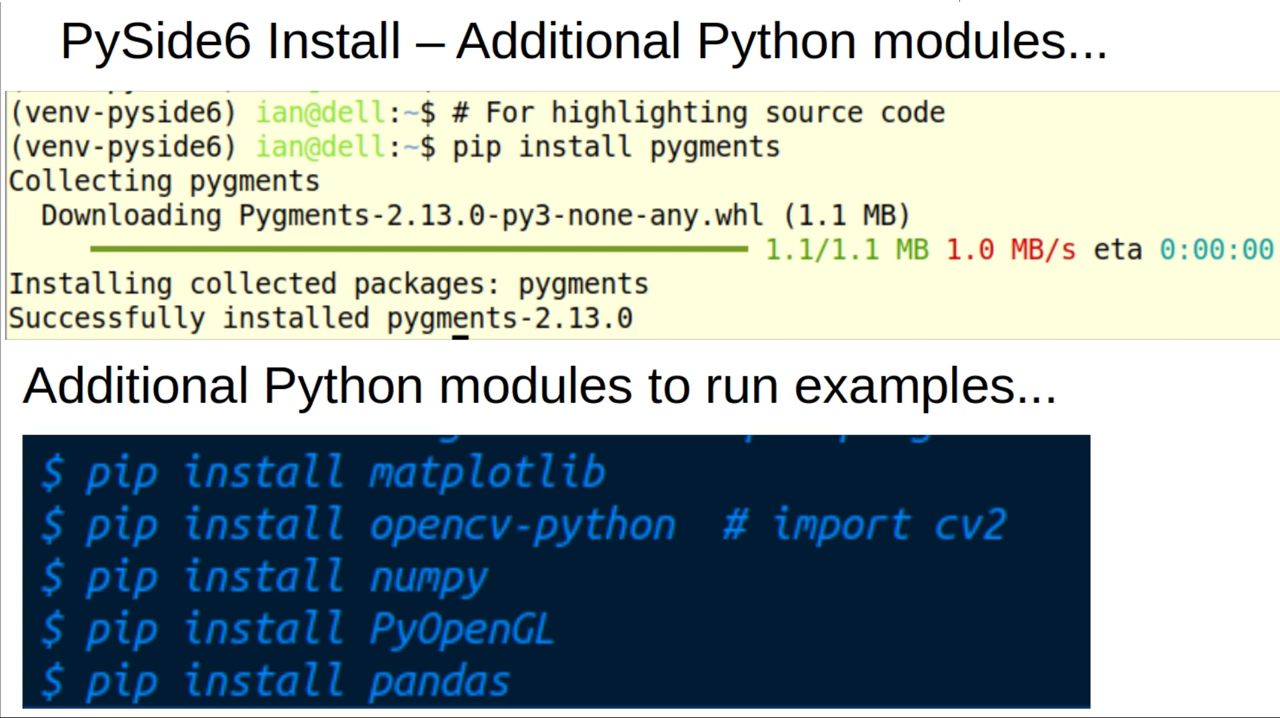 PySide6 Install – Additional Python modules...
(venv-pyside6) ian@dell:~$ # For highlighting source code
(venv-pyside6) ian@dell:~$ pip install pygments
Collecting pygments
  Downloading Pygments-2.13.0-py3-none-any.whl (1.1 MB)
1.1/1.1 MB 1.0 MB/s eta 0:00:00
Installing collected packages: pygments
Successfully installed pygments-2.13.0
Additional Python modules to run examples...
$ pip install matplotlib
$ pip install opencv-python  # import cv2
$ pip install numpy
$ pip install PyOpenGL
$ pip install pandas